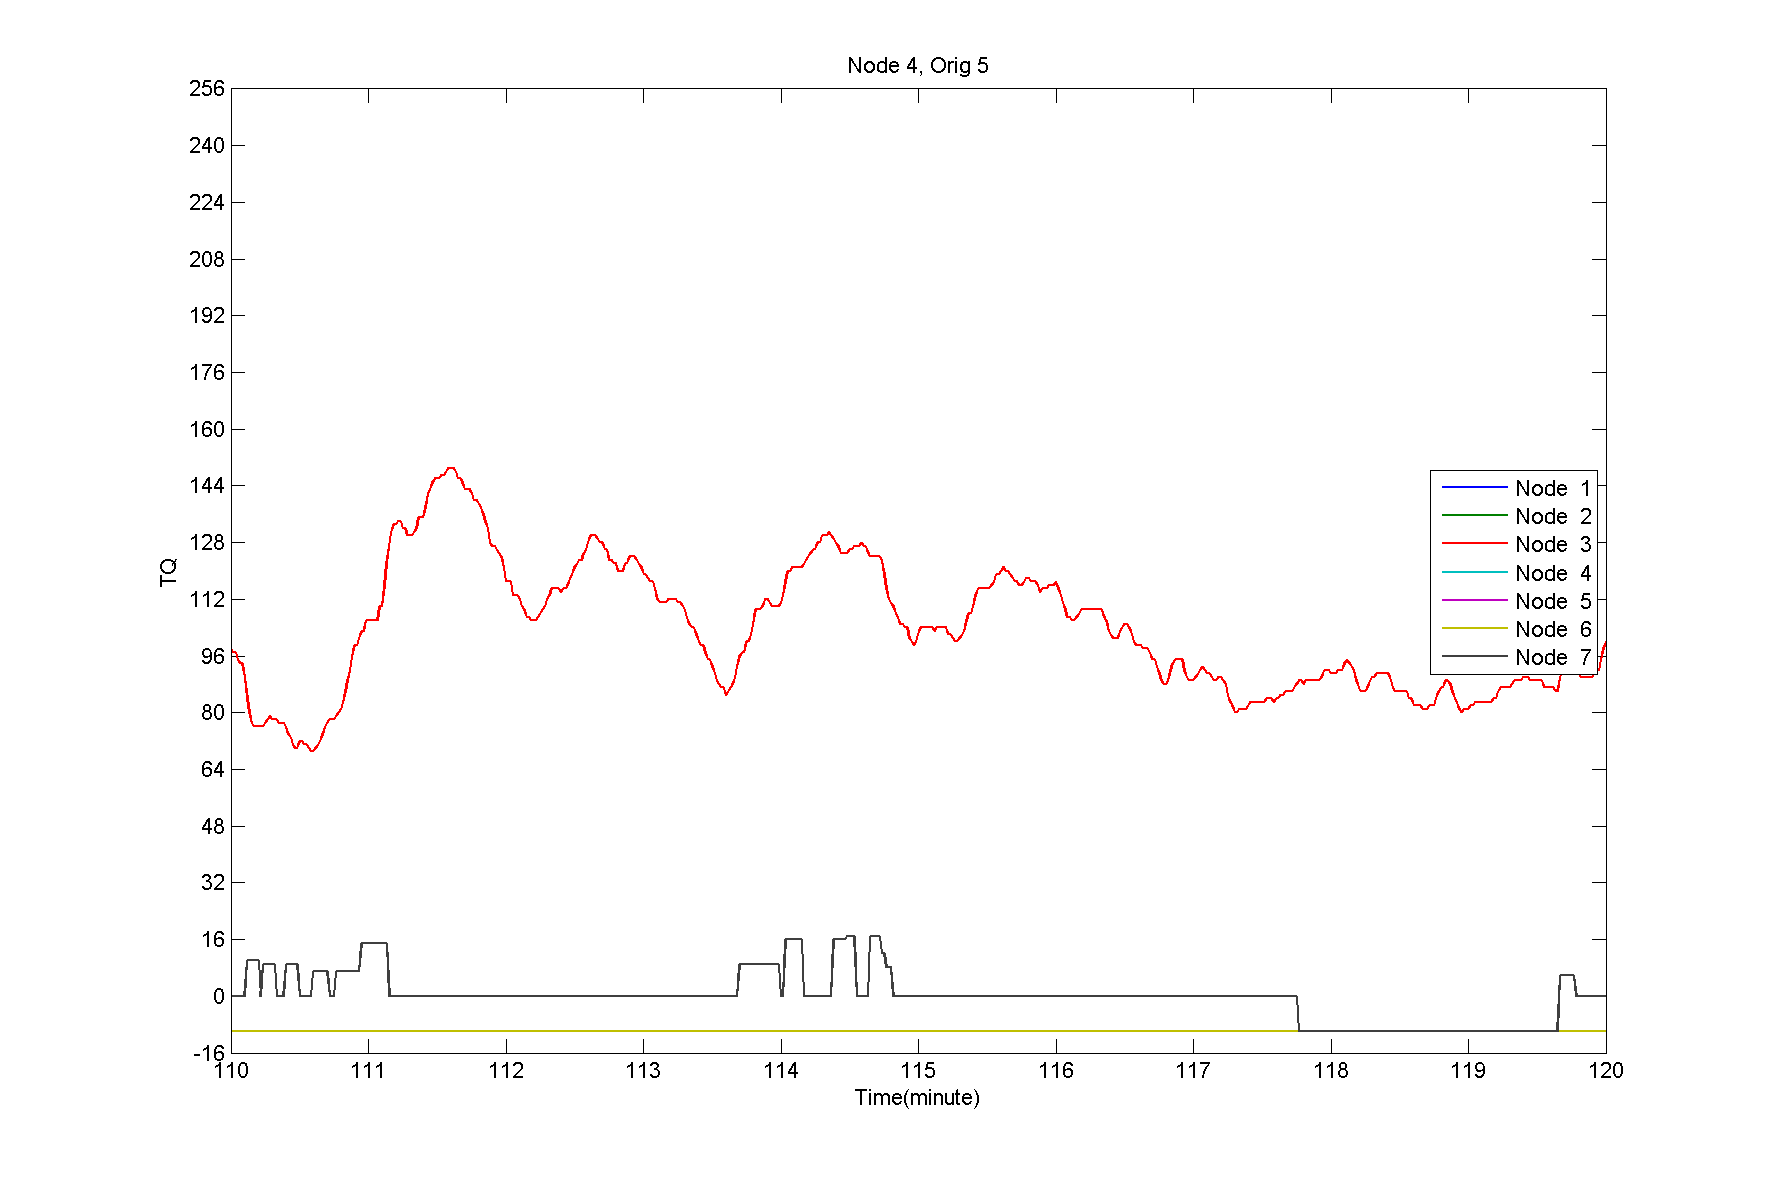 Node 4, Orig 5
256
240
224
208
192
176
160
144
128
112
96
80
64
48
32
16
0
-16
TQ
Node 1
Node 2
Node 3
Node 4
Node 5
Node 6
Node 7
110 111 112 113 114 115 116 117 118 119 120
Time(minute)